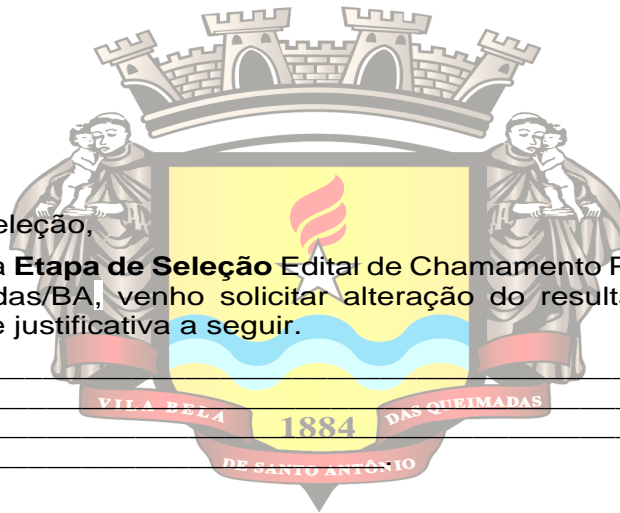 eleção,
a Etapa de Seleção Edital de Chamamento P
das/BA, venho solicitar alteração do result
e justificativa a seguir.
VILA BELA DAS QUEIMADAS
1884
DE SANTO ANTÔNIO